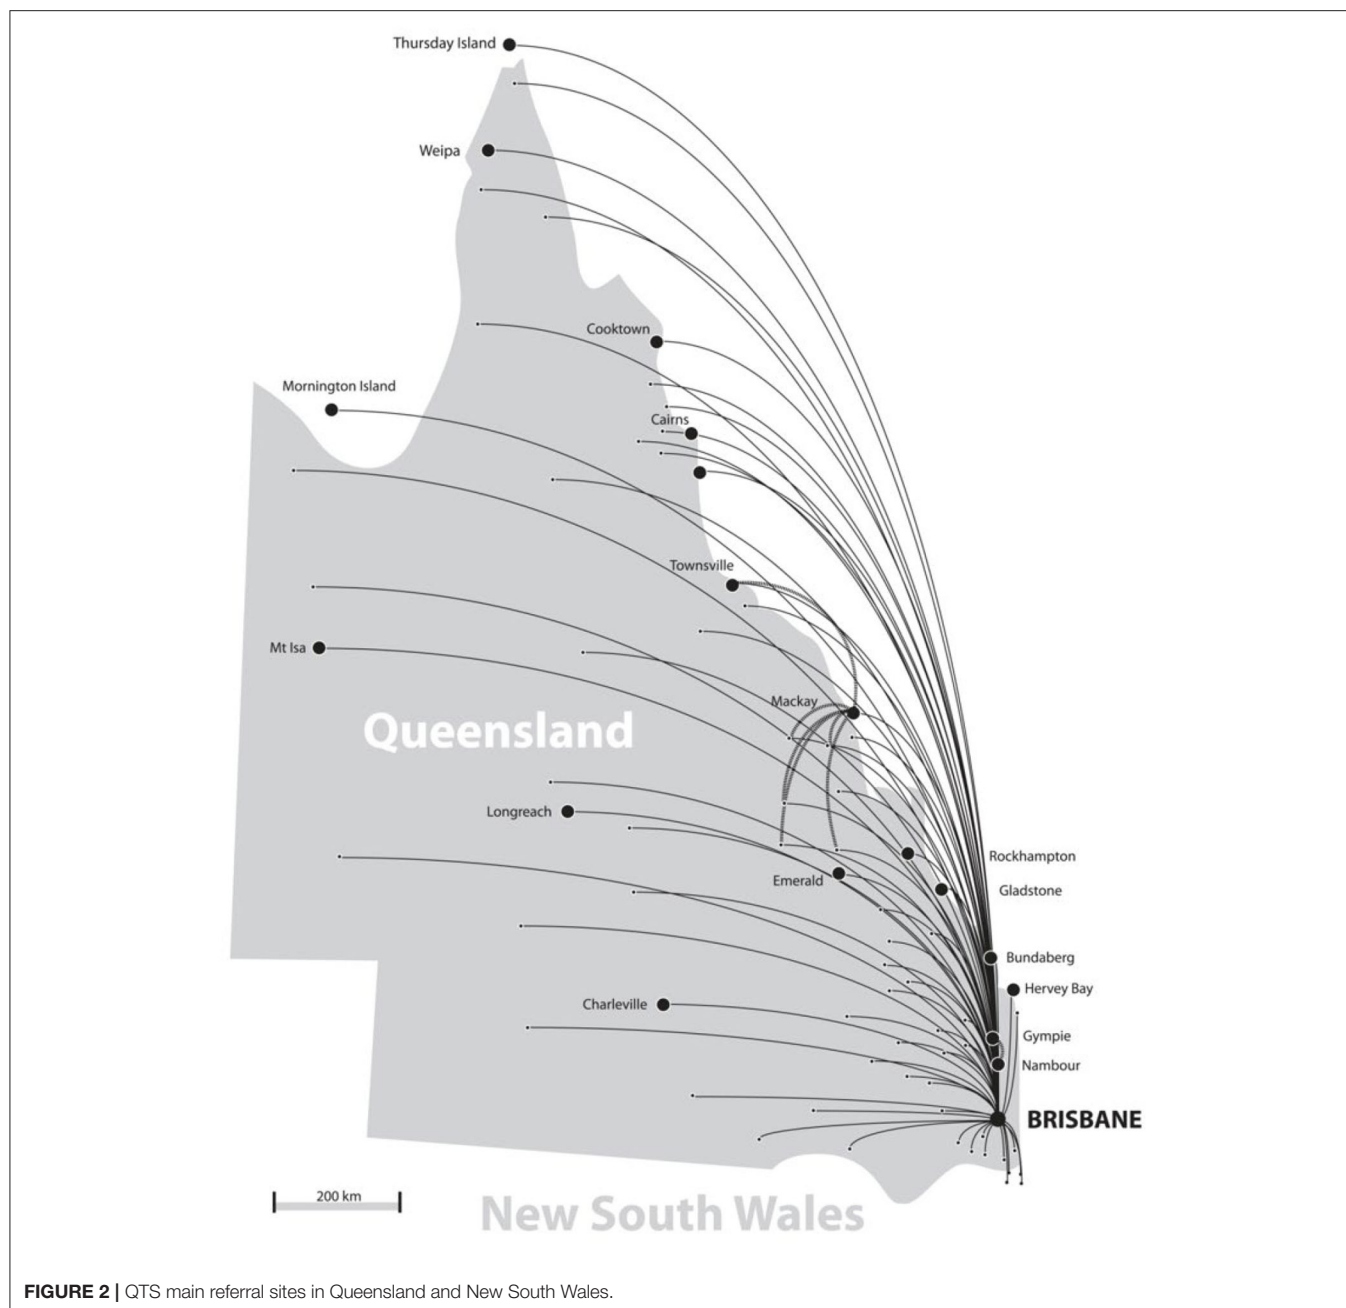 Thursday Island
Weipa
Cooktown
Mornington Island
Cairns
Townsville
Mt Isa
Mackay
Queensland
Longreach
Rockhampton
Emerald
Gladstone
Bundaberg
Hervey Bay
Charleville
Gympie
Nambour
BRISBANE
200 km
New South Wales
FIGURE 2 | QTS main referral sites in Queensland and New South Wales.